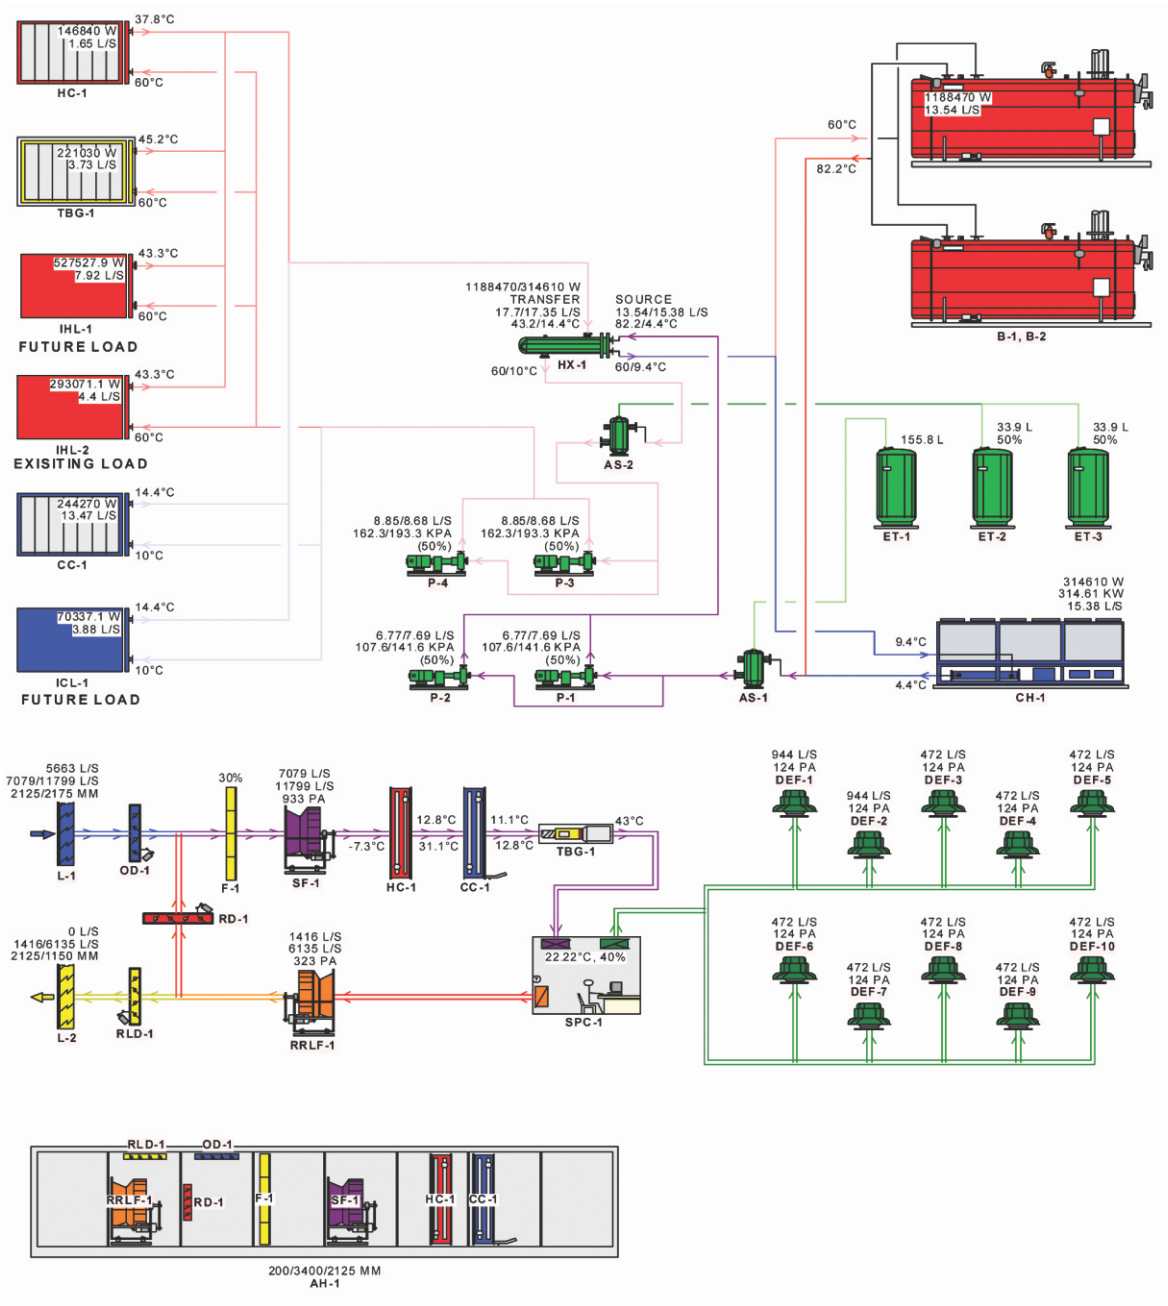 37.8°C
146840 W
1.65 L/S
60°C
HC-1
45.2°C
221030 W
3.73 L/S
60°C
TBG-1
43.3°C
527527.9 W
7.92 L/S
60°C
IHL-1
FUTURE LOAD
43.3°C
293071.1 W
4.4 L/S
60°C
IHL-2
EXISITING LOAD
14.4°C
244270 W
13.47 L/S
10°C
CC-1
14.4°C
70337.1 W
3.88 L/S
10°C
ICL-1
FUTURE LOAD
1188470/314610 W
TRANSFER
17.7/17.35 L/S
43.2/14.4°C
SOURCE
13.54/15.38 L/S
82.2/4.4°C
HX-1
60/10°C
60/9.4°C
AS-2
8.85/8.68 L/S
162.3/193.3 KPA
(50%)
P-4
8.85/8.68 L/S
162.3/193.3 KPA
(50%)
P-3
6.77/7.69 L/S
107.6/141.6 KPA
(50%)
P-2
6.77/7.69 L/S
107.6/141.6 KPA
(50%)
P-1
AS-1
60°C
82.2°C
1188470 W
13.54 L/S
B-1, B-2
155.8 L
ET-1
33.9 L
50%
ET-2
33.9 L
50%
ET-3
314610 W
314.61 KW
15.38 L/S
9.4°C
4.4°C
CH-1
5663 L/S
7079/11799 L/S
2125/2175 MM
L-1
OD-1
30%
F-1
7079 L/S
11799 L/S
933 PA
SF-1
-7.3°C
HC-1
12.8°C
31.1°C
CC-1
11.1°C
12.8°C
TBG-1
43°C
RD-1
0 L/S
1416/6135 L/S
2125/1150 MM
L-2
RLD-1
1416 L/S
6135 L/S
323 PA
RRLF-1
22.22°C, 40%
SPC-1
944 L/S
124 PA
DEF-1
944 L/S
124 PA
DEF-2
472 L/S
124 PA
DEF-3
472 L/S
124 PA
DEF-4
472 L/S
124 PA
DEF-5
472 L/S
124 PA
DEF-6
472 L/S
124 PA
DEF-7
472 L/S
124 PA
DEF-8
472 L/S
124 PA
DEF-9
472 L/S
124 PA
DEF-10
RLD-1
OD-1
RRLF-1
RD-1
F-1
SF-1
HC-1
CC-1
200/3400/2125 MM
AH-1